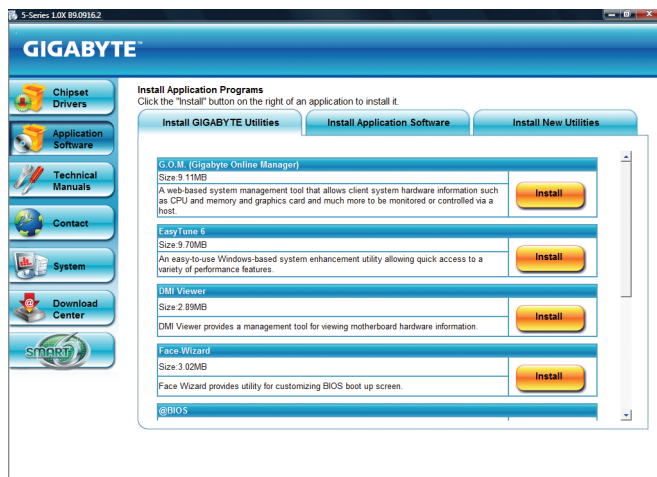 5-Series 1.0X B9.0916.2
GIGABYTE™
Chipset
Drivers
Application
Software
Technical
Manuals
Contact
System
Download
Center
SMART6
Install Application Programs
Click the "Install" button on the right of an application to install it.
Install GIGABYTE Utilities
Install Application Software
Install New Utilities
G.O.M. (Gigabyte Online Manager)
Size:9.11MB
A web-based system management tool that allows client system hardware information such
as CPU and memory and graphics card and much more to be monitored or controlled via a
host.
Install
EasyTune 6
Size:9.70MB
An easy-to-use Windows-based system enhancement utility allowing quick access to a
variety of performance features.
Install
DMI Viewer
Size:2.89MB
DMI Viewer provides a management tool for viewing motherboard hardware information.
Install
Face-Wizard
Size:3.02MB
Face Wizard provides utility for customizing BIOS boot up screen.
Install
@BIOS